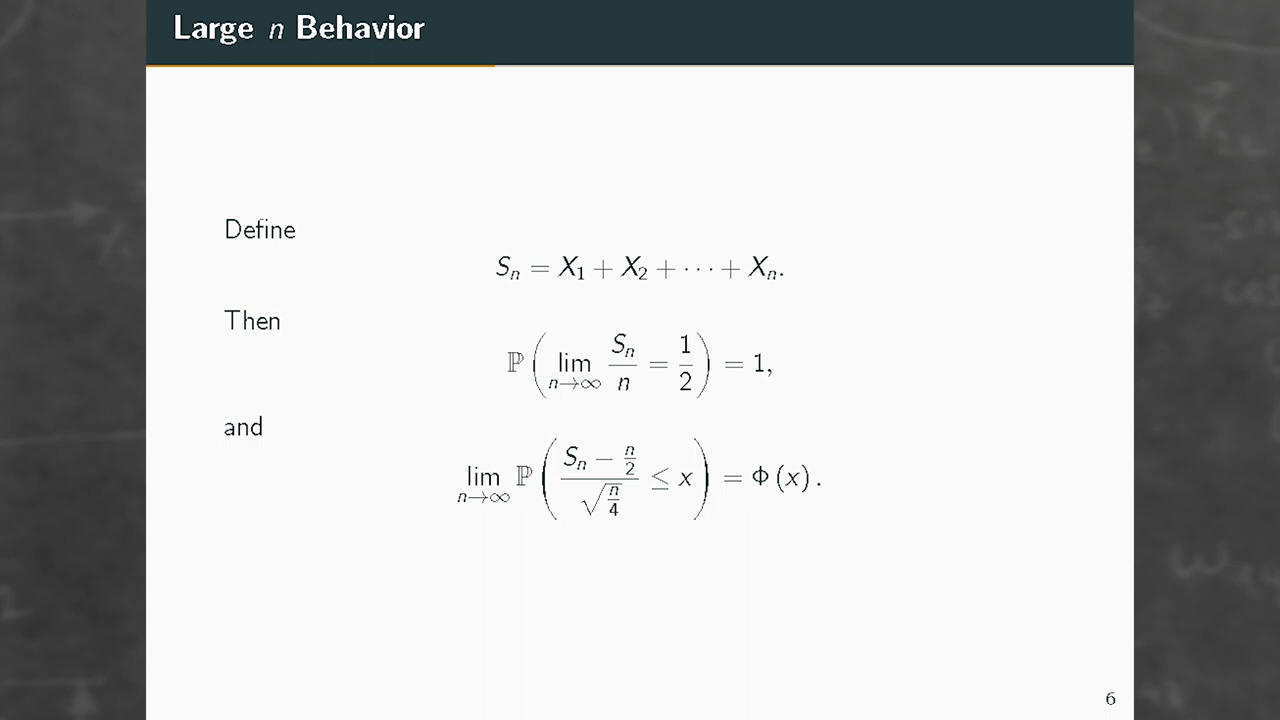 Large n Behavior
Define
Sₙ = X₁ + X₂ + ··· + Xₙ.
Then
ℙ( lim_{n→∞} Sₙ/n = 1/2 ) = 1,
and
lim_{n→∞} ℙ( (Sₙ − n/2)/√(n/4) ≤ x ) = Φ (x).
6